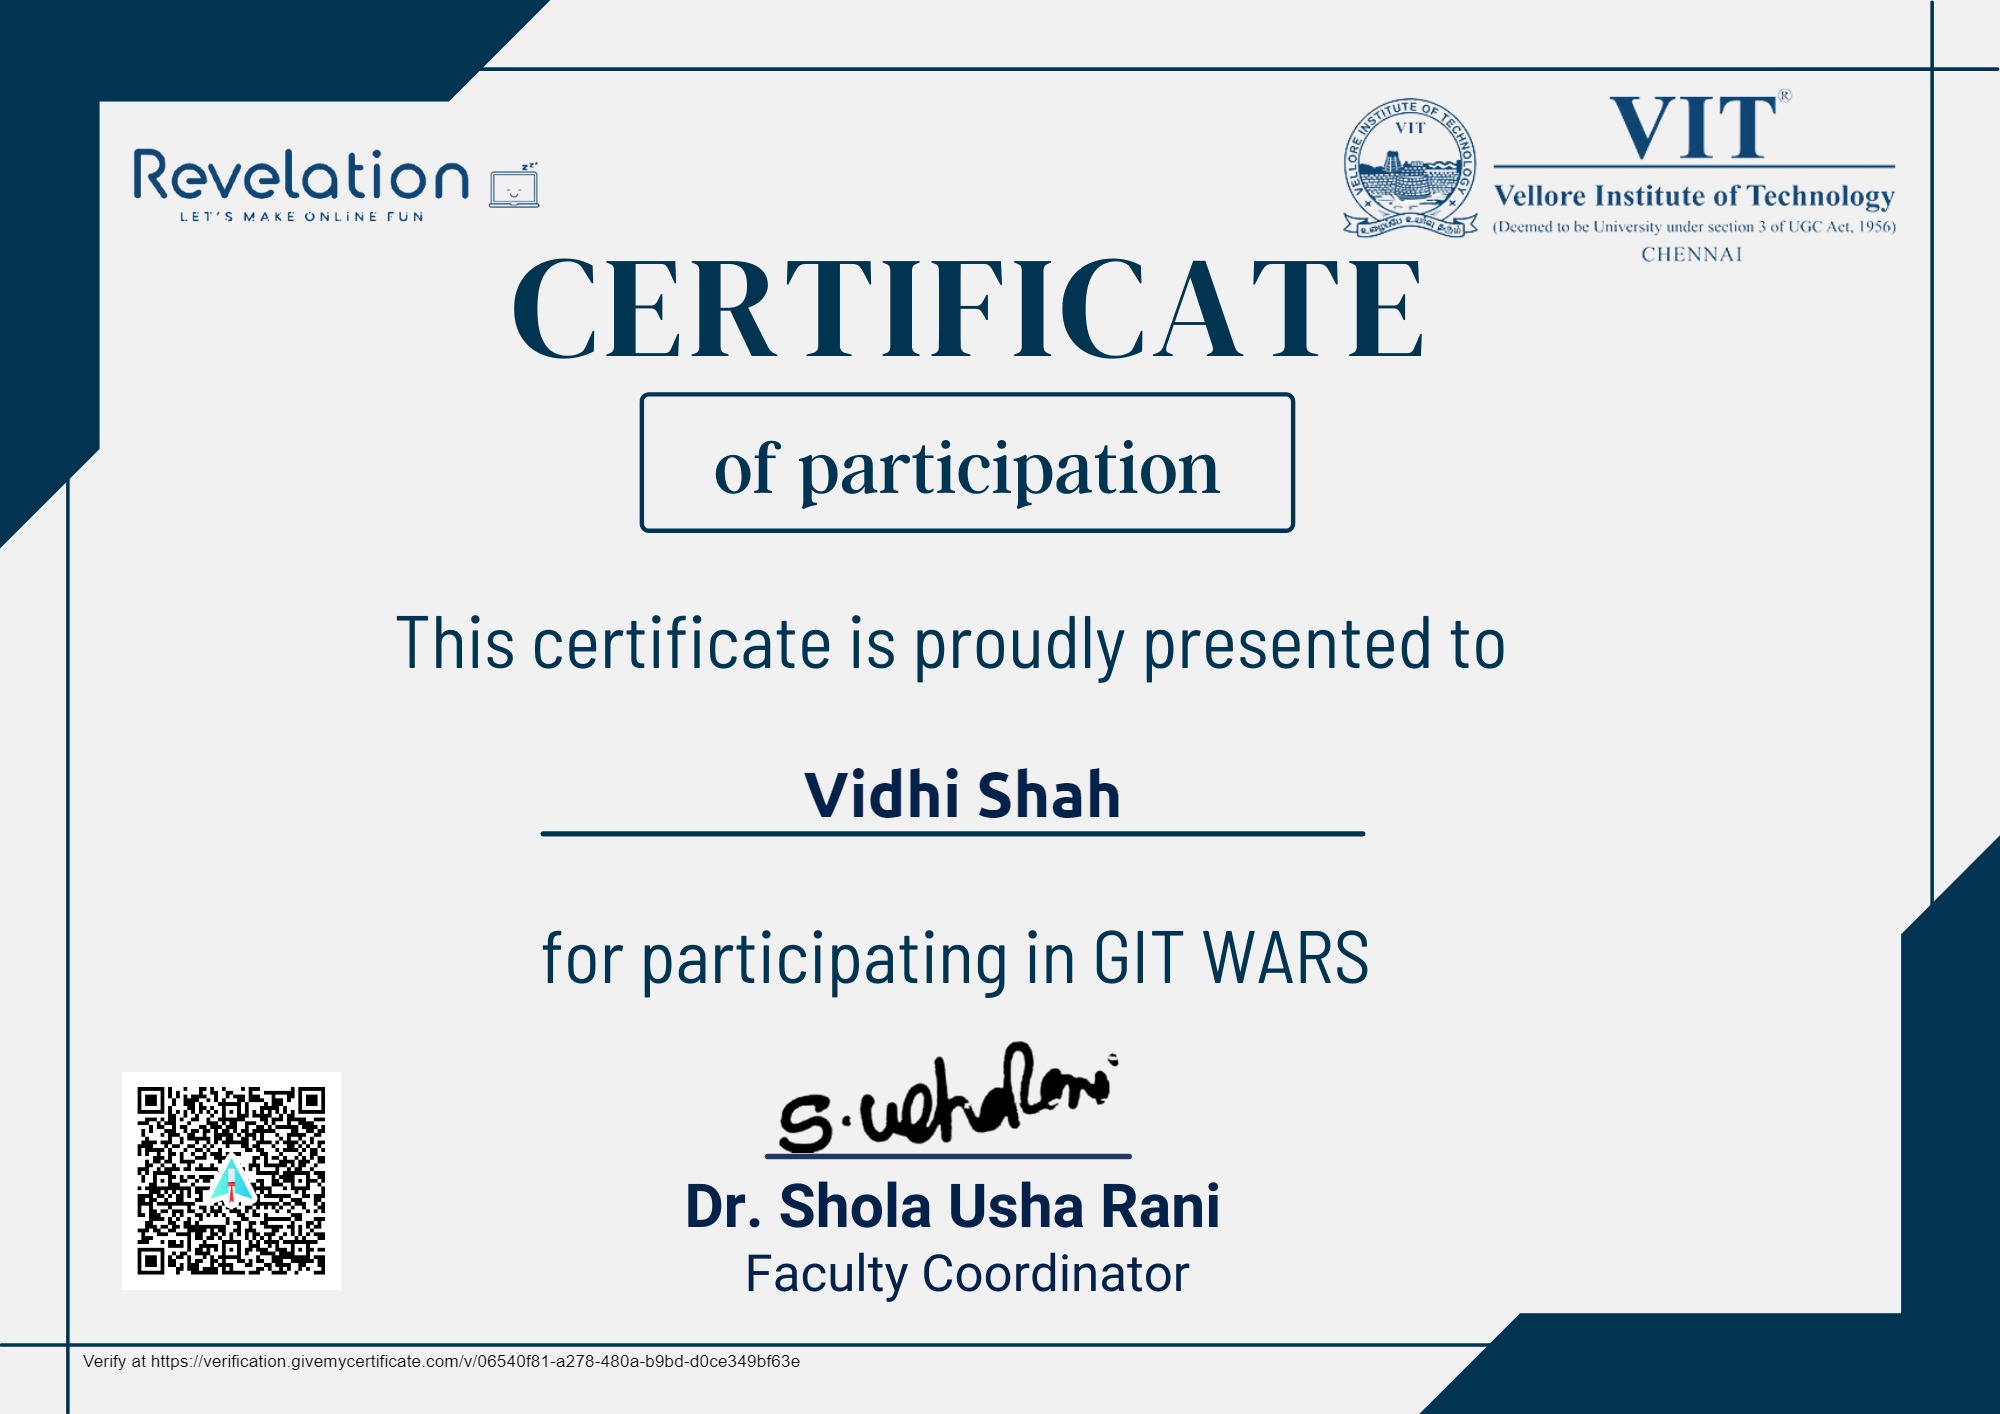 Revelation
LET'S MAKE ONLINE FUN
VELLORE INSTITUTE OF TECHNOLOGY
VIT
VIT®
Vellore Institute of Technology
(Deemed to be University under section 3 of UGC Act, 1956)
CHENNAI
CERTIFICATE
of participation
This certificate is proudly presented to
Vidhi Shah
for participating in GIT WARS
S.UshaRani
Dr. Shola Usha Rani
Faculty Coordinator
Verify at https://verification.givemycertificate.com/v/06540f81-a278-480a-b9bd-d0ce349bf63e